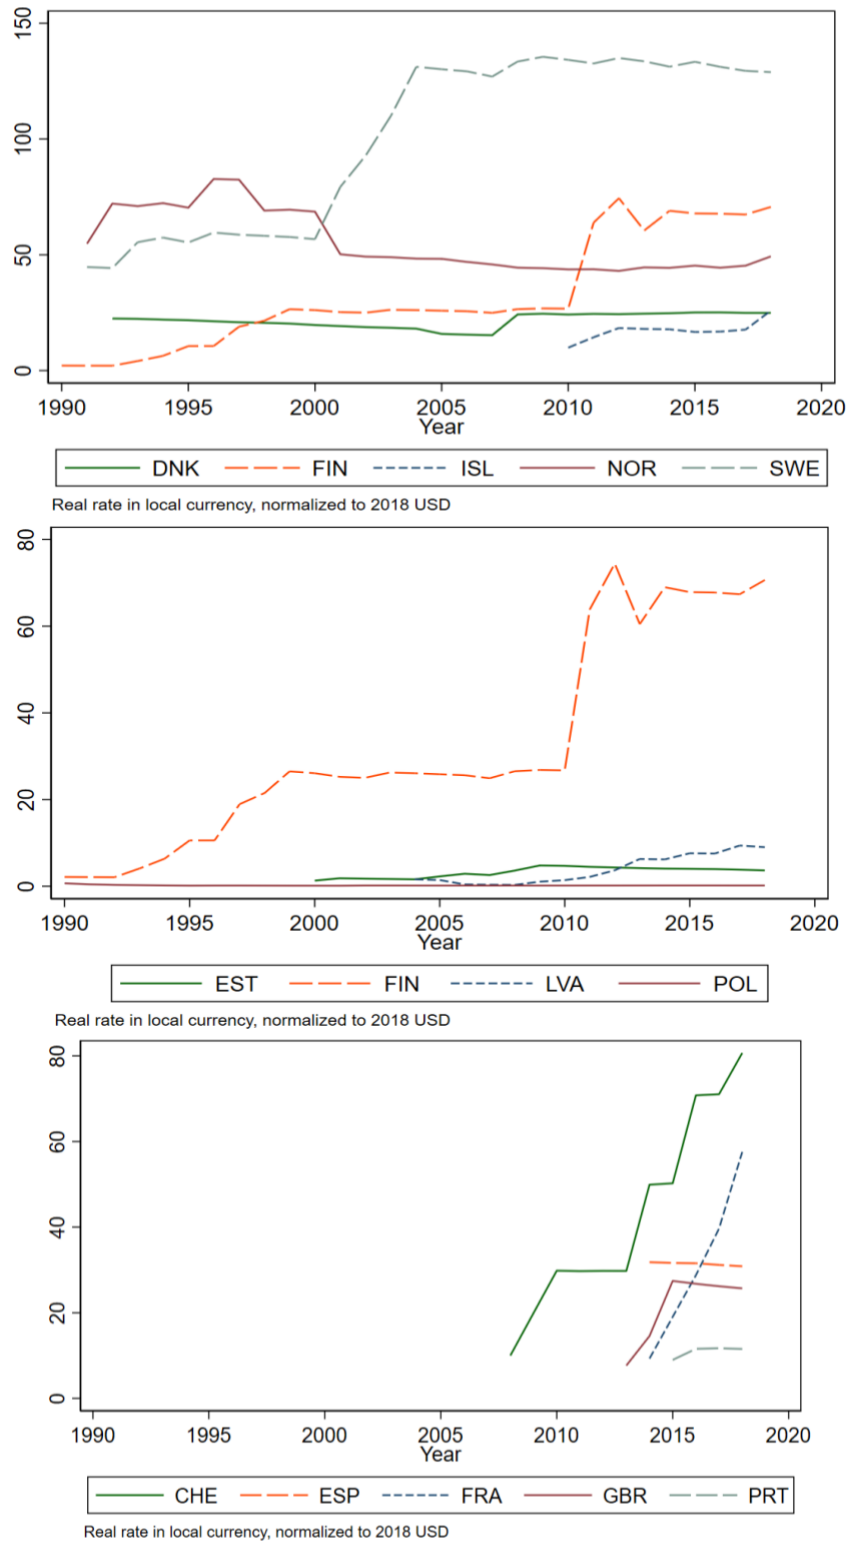 150
100
50
0
1990 1995 2000 2005 2010 2015 2020
Year
DNK FIN ISL NOR SWE
Real rate in local currency, normalized to 2018 USD
80
60
40
20
0
1990 1995 2000 2005 2010 2015 2020
Year
EST FIN LVA POL
Real rate in local currency, normalized to 2018 USD
80
60
40
20
0
1990 1995 2000 2005 2010 2015 2020
Year
CHE ESP FRA GBR PRT
Real rate in local currency, normalized to 2018 USD